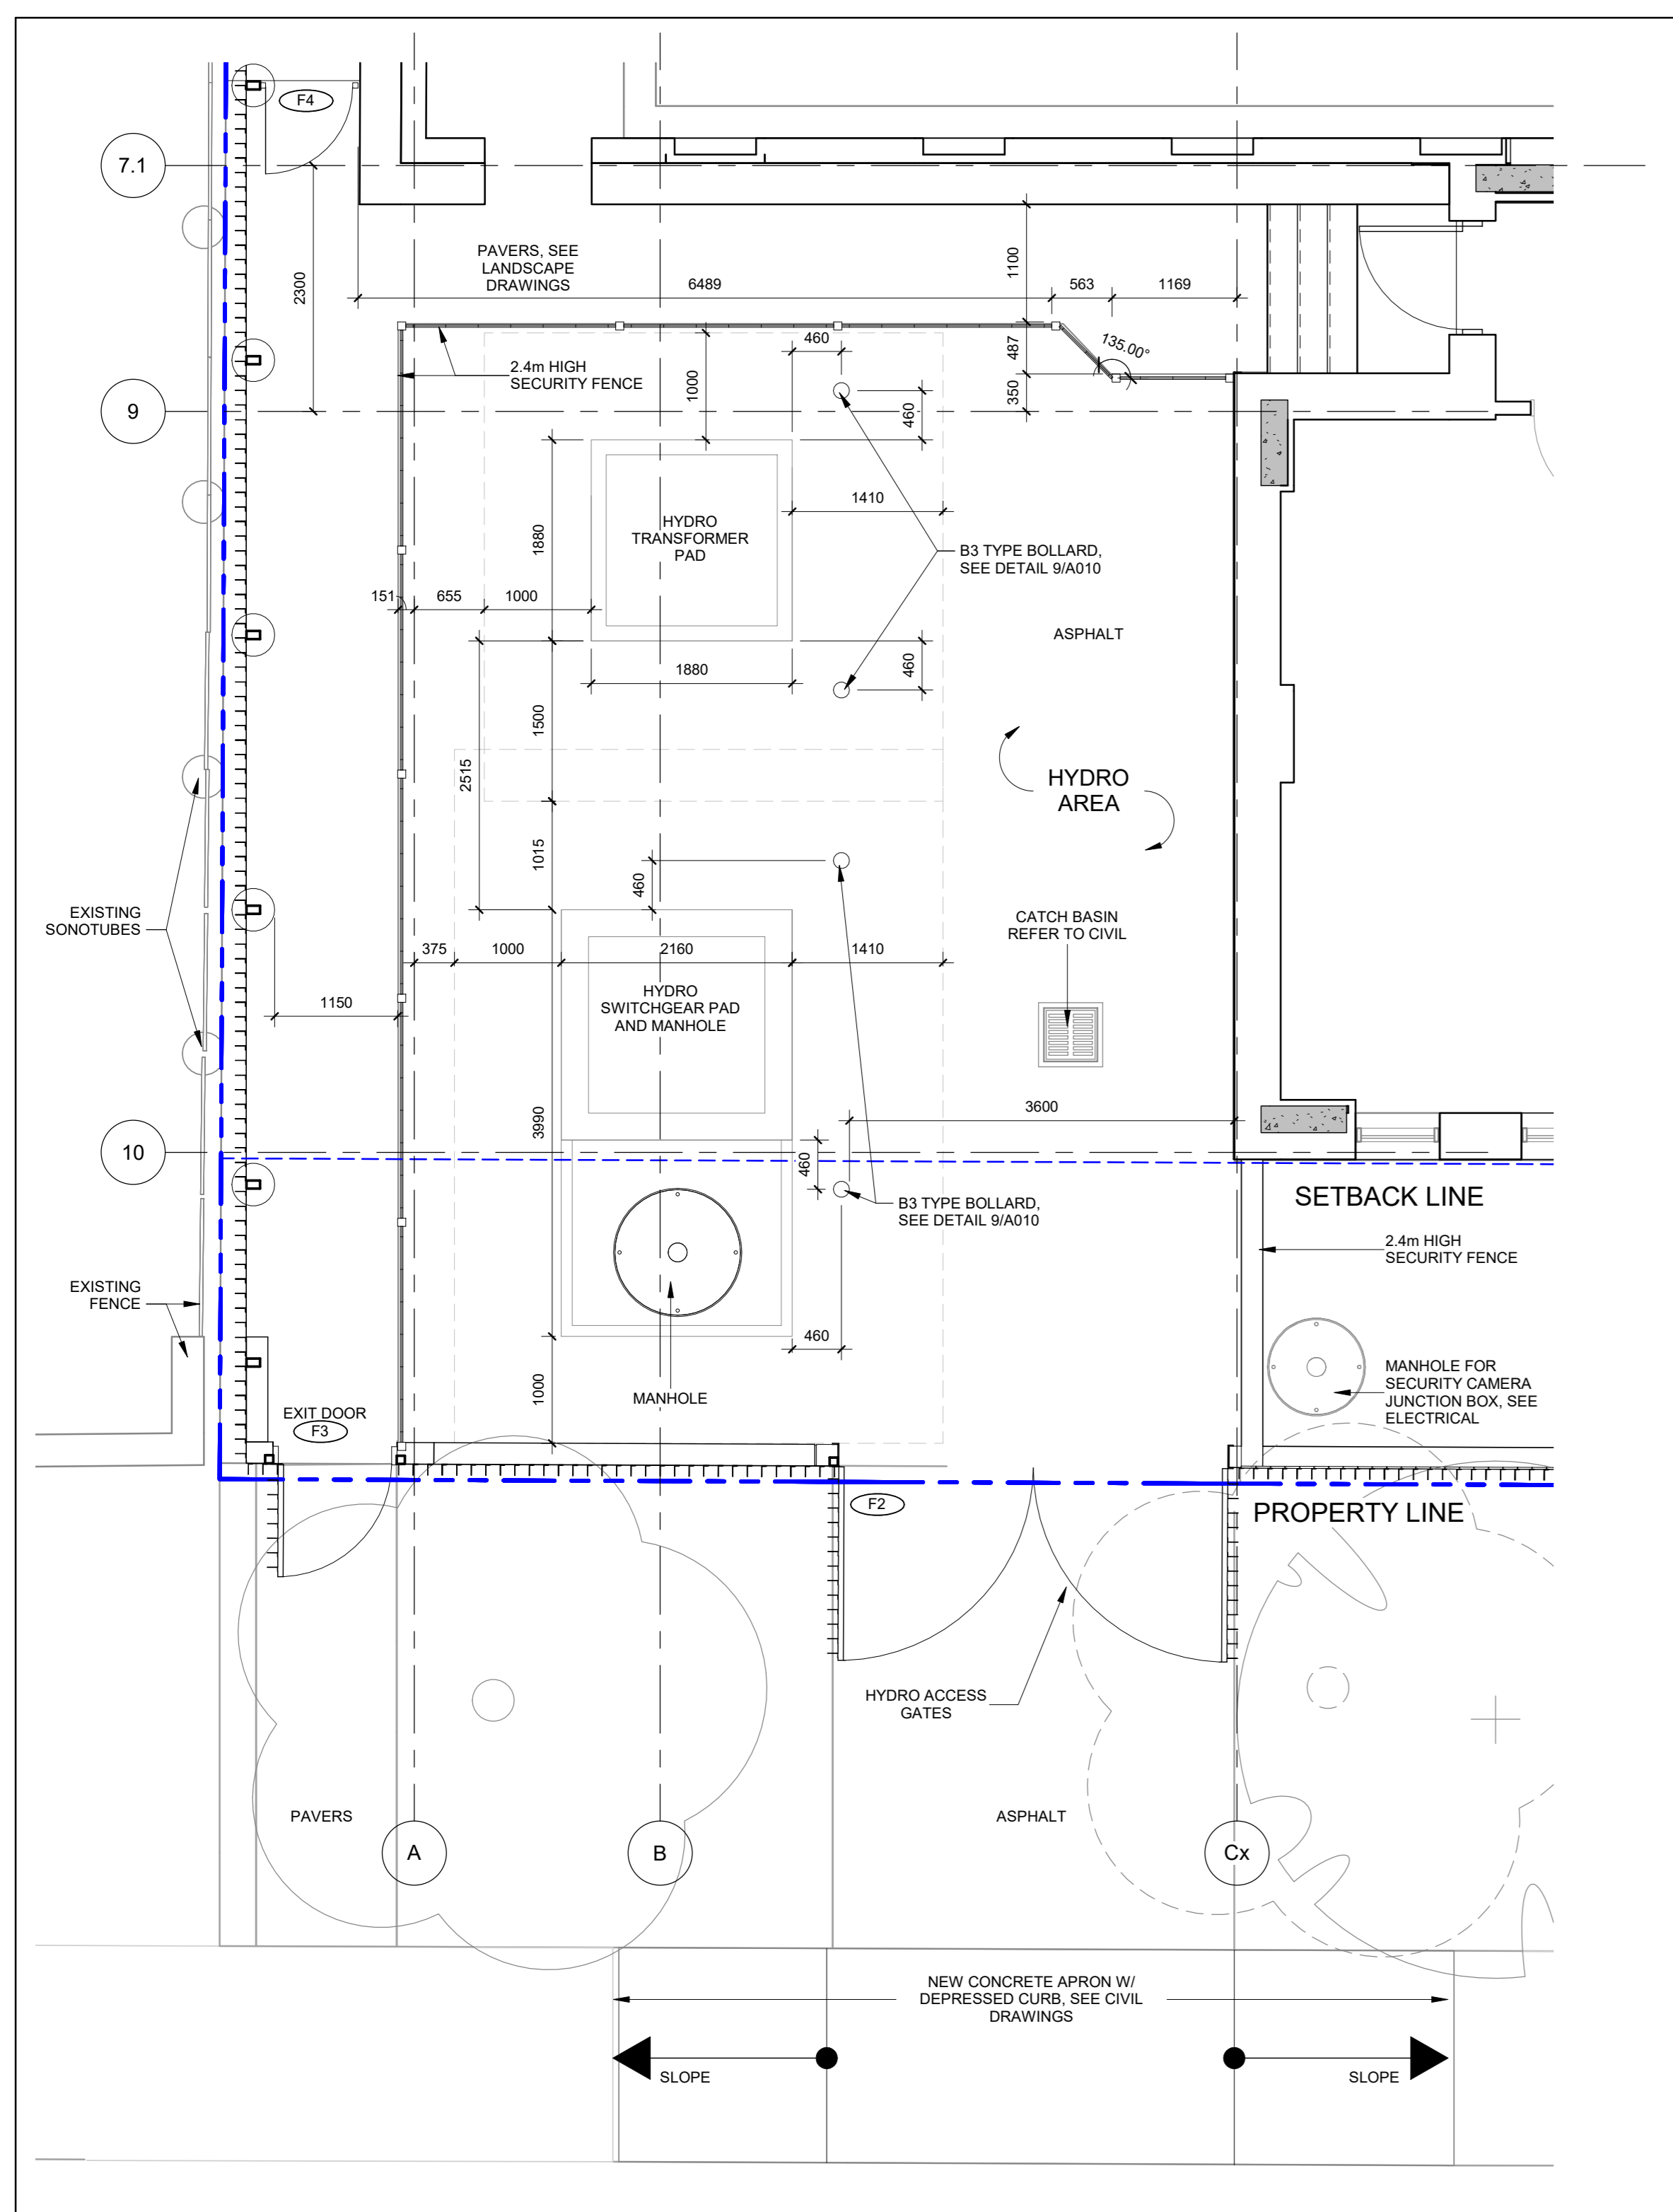 F4
7.1
PAVERS, SEE
LANDSCAPE
DRAWINGS
2300
1100
6489
563
1169
460
487
135.00°
2.4m HIGH
SECURITY FENCE
1000
350
9
460
1410
HYDRO
TRANSFORMER
PAD
1880
B3 TYPE BOLLARD,
SEE DETAIL 9/A010
151
655
1000
ASPHALT
1880
460
1500
2515
HYDRO
AREA
1015
460
EXISTING
SONOTUBES
CATCH BASIN
REFER TO CIVIL
375
1000
2160
1410
1150
HYDRO
SWITCHGEAR PAD
AND MANHOLE
3990
3600
10
460
SETBACK LINE
B3 TYPE BOLLARD,
SEE DETAIL 9/A010
2.4m HIGH
SECURITY FENCE
EXISTING
FENCE
460
MANHOLE FOR
SECURITY CAMERA
JUNCTION BOX, SEE
ELECTRICAL
1000
MANHOLE
EXIT DOOR
F3
F2
PROPERTY LINE
HYDRO ACCESS
GATES
PAVERS
ASPHALT
A
B
Cx
NEW CONCRETE APRON W/
DEPRESSED CURB, SEE CIVIL
DRAWINGS
SLOPE
SLOPE